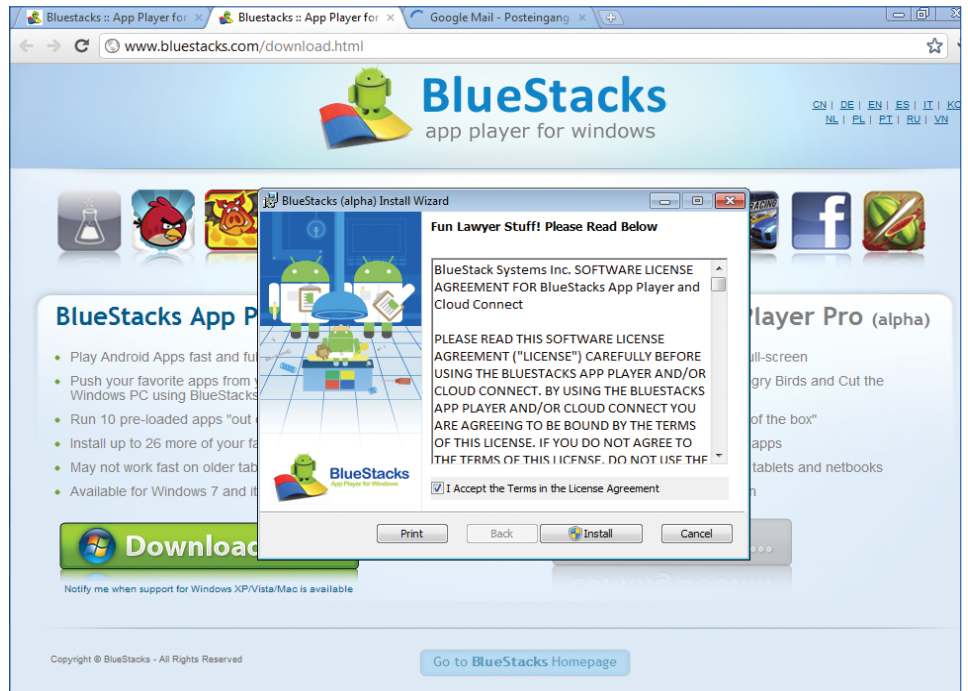 Bluestacks :: App Player for
Bluestacks :: App Player for
Google Mail - Posteingang
www.bluestacks.com/download.html
BlueStacks
app player for windows
CN | DE | EN | ES | IT | KO
NL | PL | PT | RU | VN
BlueStacks (alpha) Install Wizard
Fun Lawyer Stuff! Please Read Below
BlueStack Systems Inc. SOFTWARE LICENSE
AGREEMENT FOR BlueStacks App Player and
Cloud Connect
PLEASE READ THIS SOFTWARE LICENSE
AGREEMENT ("LICENSE") CAREFULLY BEFORE
USING THE BLUESTACKS APP PLAYER AND/OR
CLOUD CONNECT. BY USING THE BLUESTACKS
APP PLAYER AND/OR CLOUD CONNECT YOU
ARE AGREEING TO BE BOUND BY THE TERMS
OF THIS LICENSE. IF YOU DO NOT AGREE TO
THE TERMS OF THIS LICENSE, DO NOT USE THE
BlueStacks
App Player for Windows
I Accept the Terms in the License Agreement
Print Back Install Cancel
BlueStacks App P
Play Android Apps fast and ful
Push your favorite apps from
Windows PC using BlueStacks
Run 10 pre-loaded apps "out
Install up to 26 more of your fa
May not work fast on older tab
Available for Windows 7 and it
Download
Notify me when support for Windows XP/Vista/Mac is available
Player Pro (alpha)
ull-screen
gry Birds and Cut the
of the box"
apps
tablets and netbooks
...
Copyright © BlueStacks - All Rights Reserved
Go to BlueStacks Homepage